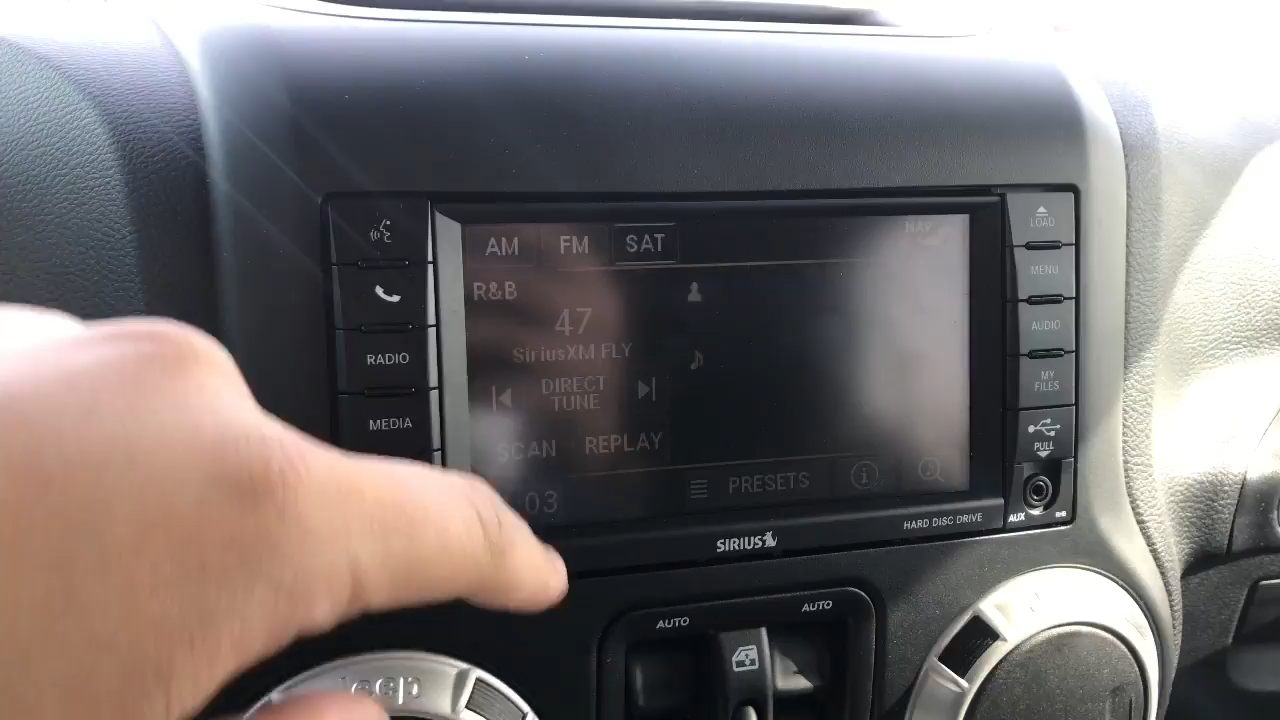 AM FM SAT NAV
R&B
47
SiriusXM FLY
DIRECT
TUNE
SCAN REPLAY
03 PRESETS
RADIO
MEDIA
LOAD
MENU
AUDIO
MY
FILES
PULL
AUX
SIRIUS
HARD DISC DRIVE
AUTO AUTO
Jeep